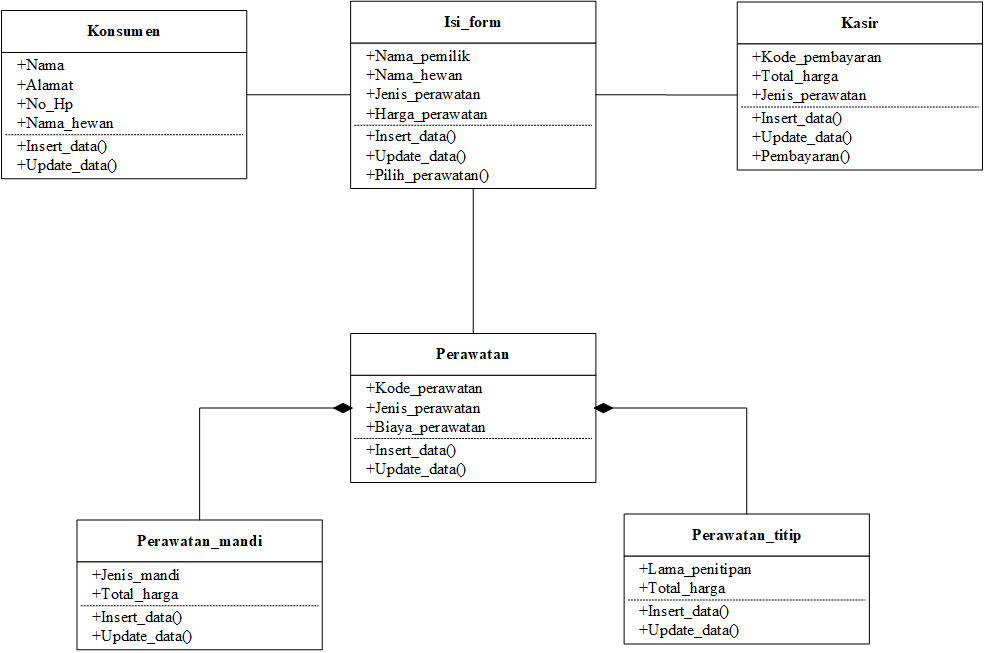 Konsumen
+Nama
+Alamat
+No_Hp
+Nama_hewan
+Insert_data()
+Update_data()
Isi_form
+Nama_pemilik
+Nama_hewan
+Jenis_perawatan
+Harga_perawatan
+Insert_data()
+Update_data()
+Pilih_perawatan()
Kasir
+Kode_pembayaran
+Total_harga
+Jenis_perawatan
+Insert_data()
+Update_data()
+Pembayaran()
Perawatan
+Kode_perawatan
+Jenis_perawatan
+Biaya_perawatan
+Insert_data()
+Update_data()
Perawatan_mandi
+Jenis_mandi
+Total_harga
+Insert_data()
+Update_data()
Perawatan_titip
+Lama_penitipan
+Total_harga
+Insert_data()
+Update_data()